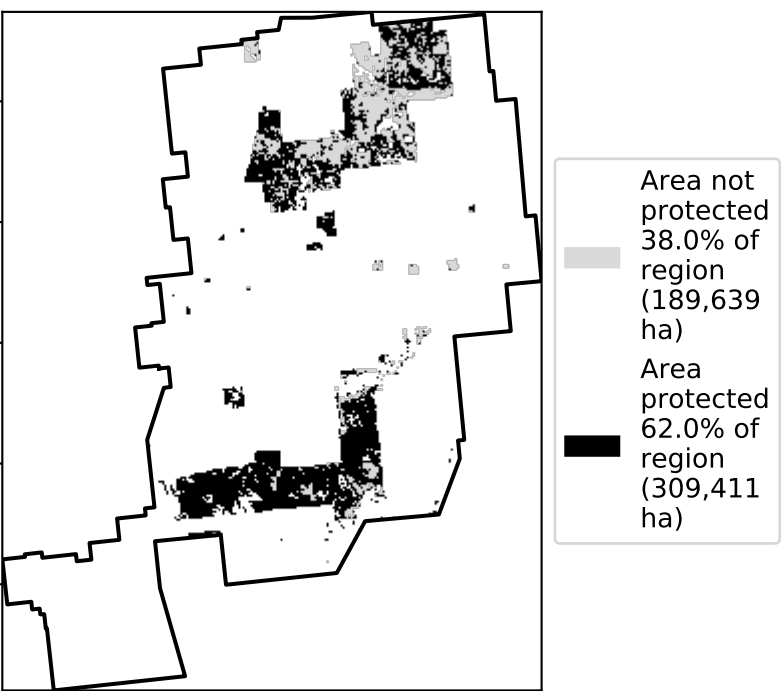 Area not
protected
38.0% of
region
(189,639
ha)
Area
protected
62.0% of
region
(309,411
ha)